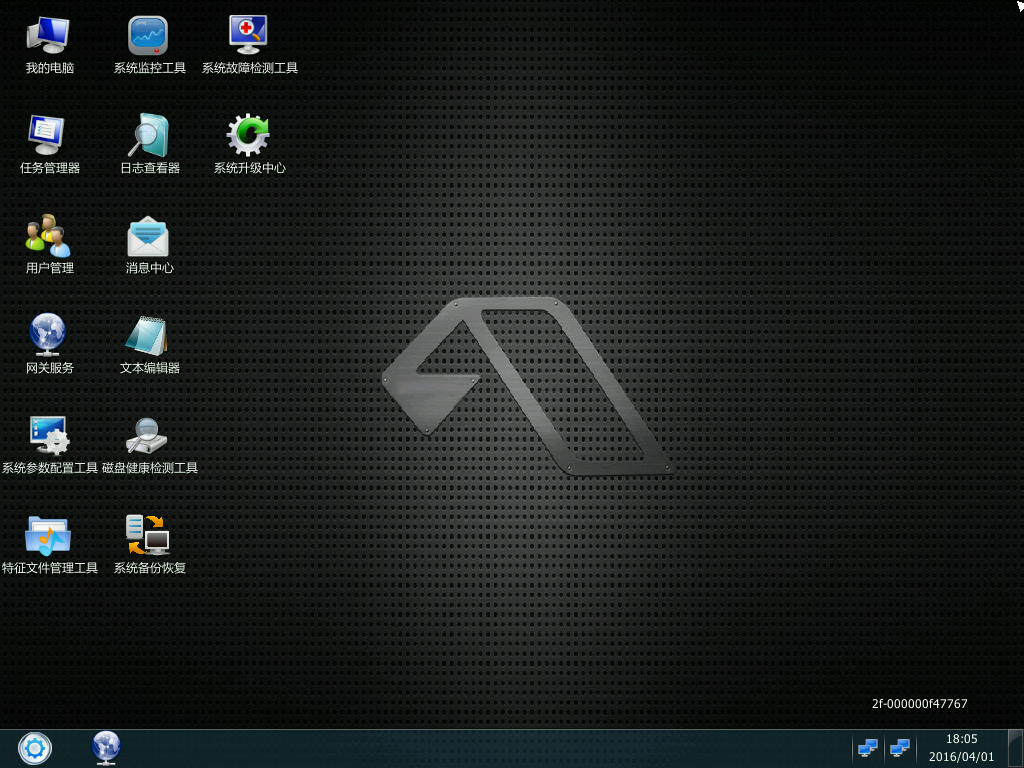 我的电脑
系统监控工具
系统故障检测工具
任务管理器
日志查看器
系统升级中心
用户管理
消息中心
网关服务
文本编辑器
系统参数配置工具
磁盘健康检测工具
特征文件管理工具
系统备份恢复
2f-000000f47767
18:05
2016/04/01